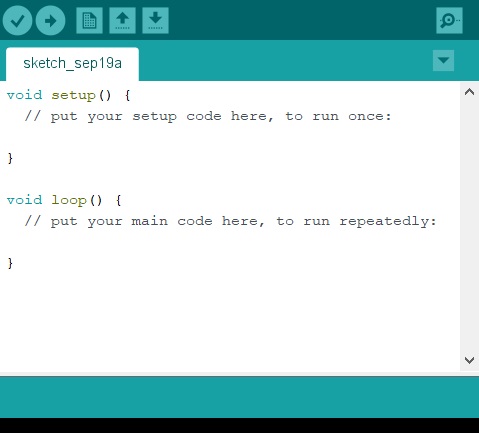 sketch_sep19a
void setup() {
  // put your setup code here, to run once:
}
void loop() {
  // put your main code here, to run repeatedly:
}